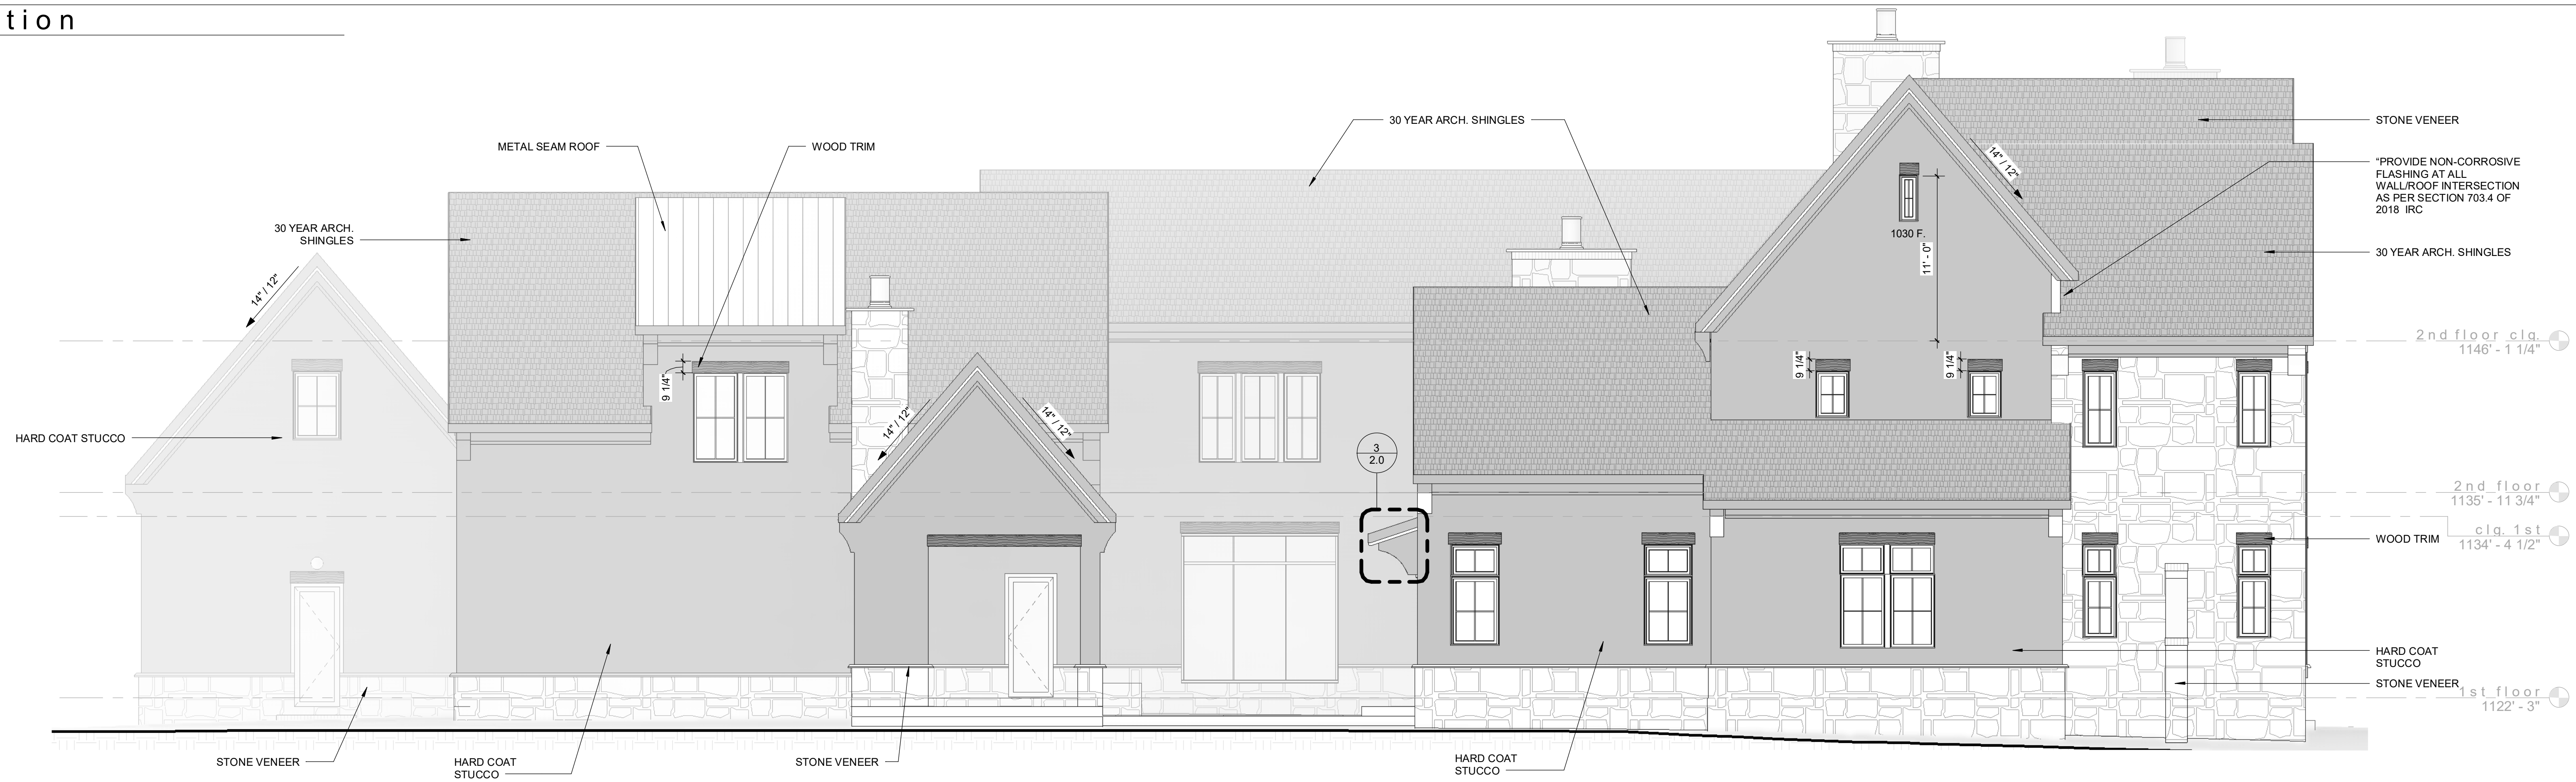 tion
30 YEAR ARCH. SHINGLES
STONE VENEER
METAL SEAM ROOF
WOOD TRIM
14" / 12"
"PROVIDE NON-CORROSIVE
FLASHING AT ALL
WALL/ROOF INTERSECTION
AS PER SECTION 703.4 OF
2018 IRC
30 YEAR ARCH.
SHINGLES
1030 F.
11' - 0"
30 YEAR ARCH. SHINGLES
14" / 12"
2nd floor clg.
1146' - 1 1/4"
9 1/4"
9 1/4"
9 1/4"
14" / 12"
14" / 12"
HARD COAT STUCCO
3
2.0
2nd floor
1135' - 11 3/4"
clg. 1st
1134' - 4 1/2"
WOOD TRIM
HARD COAT
STUCCO
STONE VENEER
1st floor
1122' - 3"
STONE VENEER
HARD COAT
STUCCO
STONE VENEER
HARD COAT
STUCCO